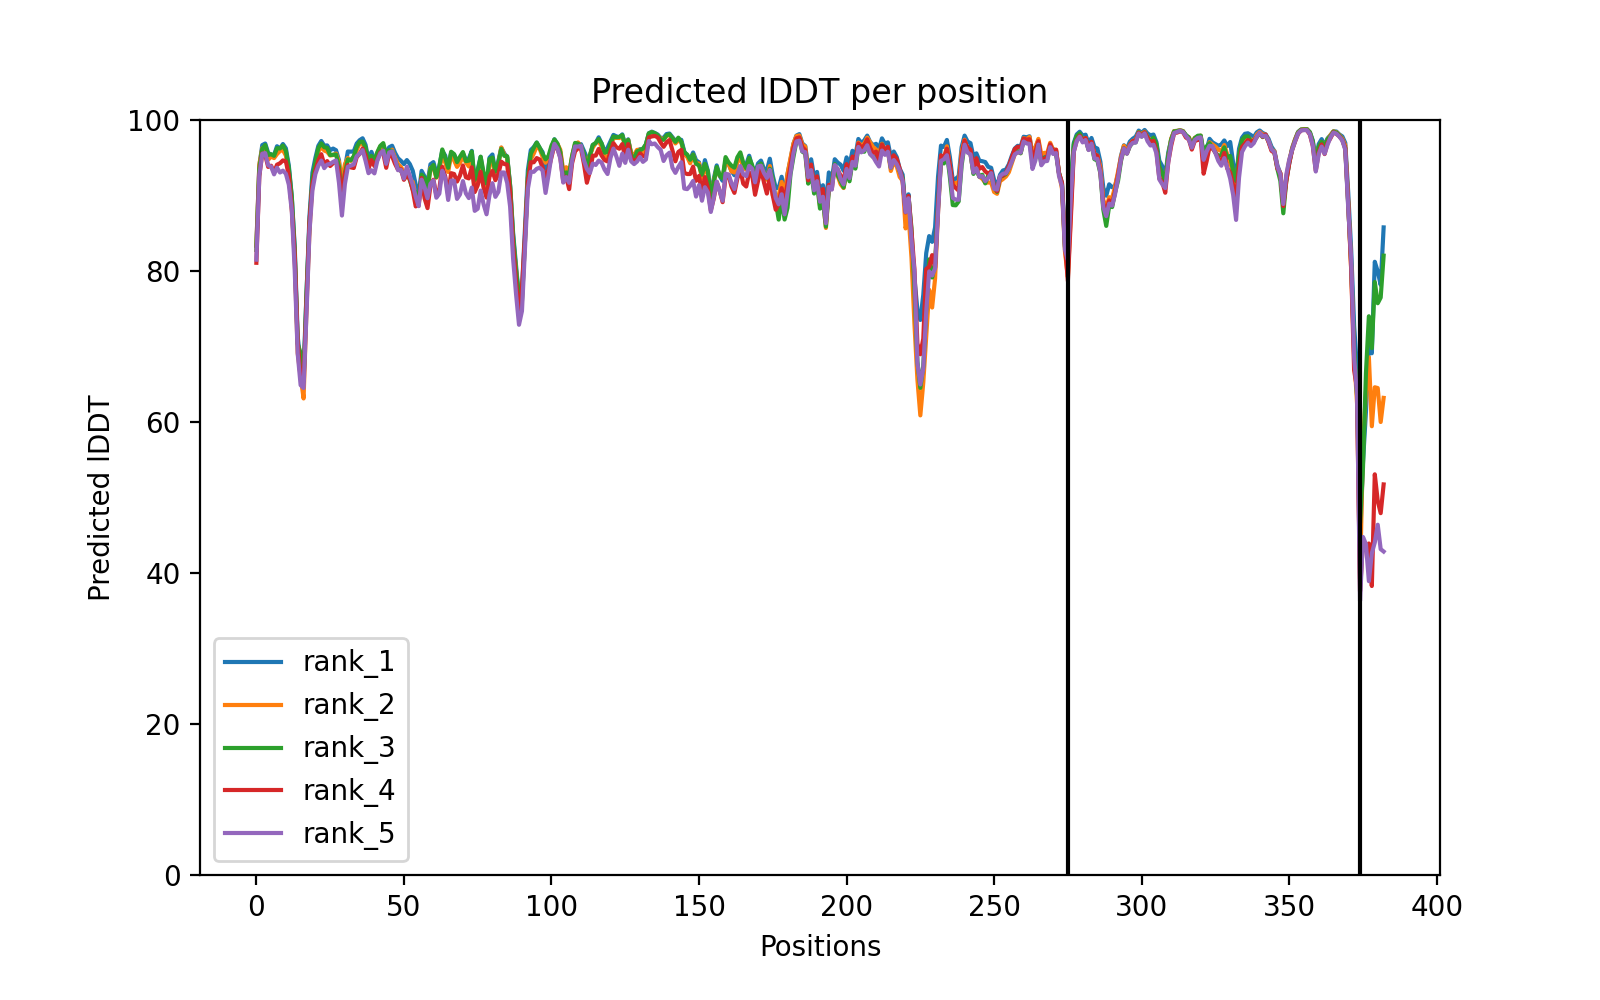 Predicted lDDT per position
100
80
60
40
20
0
Predicted lDDT
rank_1
rank_2
rank_3
rank_4
rank_5
0 50 100 150 200 250 300 350 400
Positions